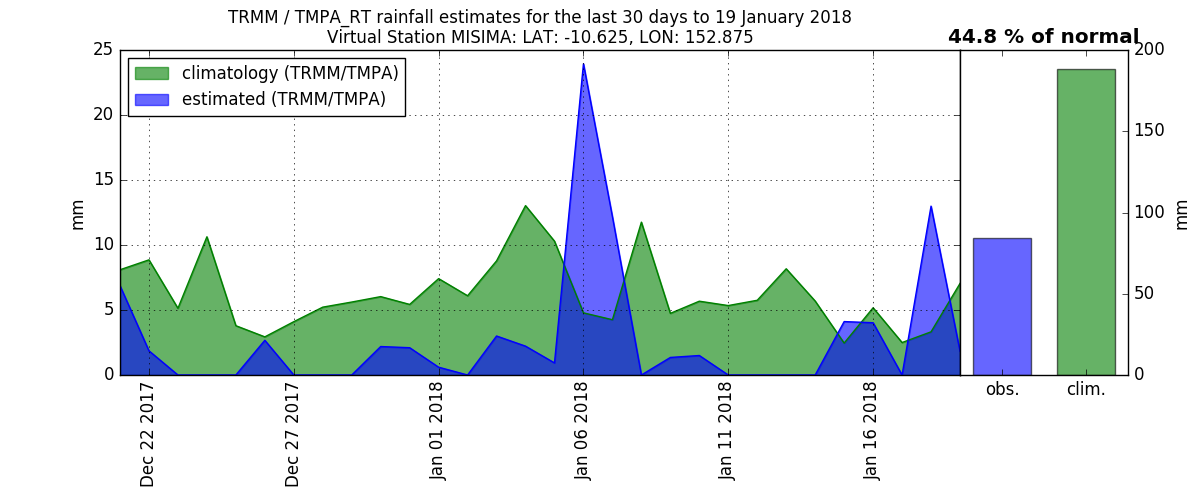 TRMM / TMPA_RT rainfall estimates for the last 30 days to 19 January 2018
Virtual Station MISIMA: LAT: -10.625, LON: 152.875
44.8 % of normal
climatology (TRMM/TMPA)
estimated (TRMM/TMPA)
mm
25
20
15
10
5
0
Dec 22 2017
Dec 27 2017
Jan 01 2018
Jan 06 2018
Jan 11 2018
Jan 16 2018
200
150
100
50
0
mm
obs.
clim.